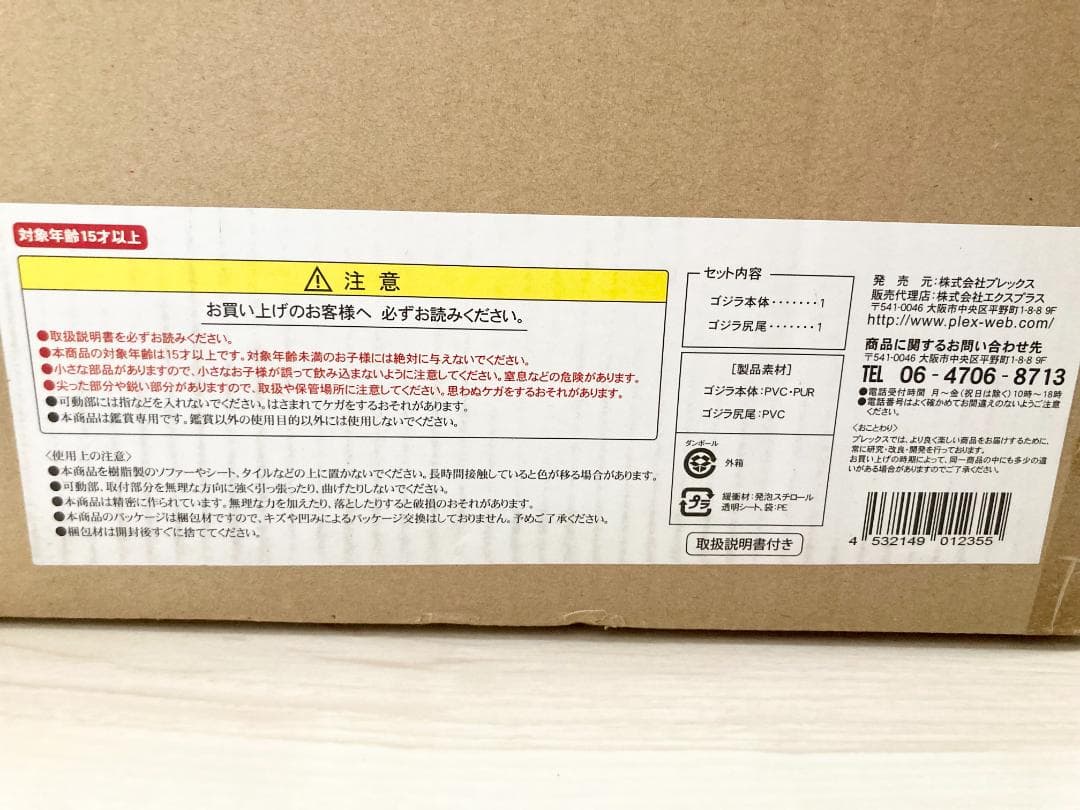 対象年齢15才以上
注意
お買い上げのお客様へ 必ずお読みください。
●取扱説明書を必ずお読みください。
●本商品の対象年齢は15才以上です。対象年齢未満のお子様には絶対に与えないでください。
●小さな部品がありますので、小さなお子様が誤って飲み込まないように注意してください。窒息などの危険があります。
●尖った部分や鋭い部分がありますので、取扱や保管場所に注意してください。思わぬケガをするおそれがあります。
●可動部には指などを入れないでください。はさまれてケガをするおそれがあります。
●本商品は鑑賞専用です。鑑賞以外の使用目的以外には使用しないでください。
〈使用上の注意〉
●本商品を樹脂製のソファーやシート、タイルなどの上に置かないでください。長時間接触していると色が移る場合があります。
●可動部、取付部分を無理な方向に強く引っ張ったり、曲げたりしないでください。
●本商品は精密に作られています。無理な力を加えたり、落としたりすると破損のおそれがあります。
●本商品のパッケージは梱包材ですので、キズや凹みによるパッケージ交換はしておりません。予めご了承ください。
●梱包材は開封後すぐに捨ててください。
セット内容
ゴジラ本体・・・・・・・1
ゴジラ尻尾・・・・・・・1
［製品素材］
ゴジラ本体：PVC・PUR
ゴジラ尻尾：PVC
ダンボール
外箱
プラ
緩衝材：発泡スチロール
透明シート、袋：PE
取扱説明書付き
発売元：株式会社プレックス
販売代理店：株式会社エクスプラス
〒541-0046 大阪市中央区平野町1-8-8 9F
http://www.plex-web.com/
商品に関するお問い合わせ先
〒541-0046 大阪市中央区平野町1-8-8 9F
TEL 06-4706-8713
●電話受付時間 月～金（祝日は除く）10時～18時
●電話番号はよく確かめてお間違えのないようご注意
ください。
〈おことわり〉
プレックスでは、より良く楽しい商品をお届けするために、
常に研究・改良・開発を行っております。
お買い上げの時期によって、同一商品の中にも多少の違
いがある場合がありますのでご了承ください。
4 532149 012355